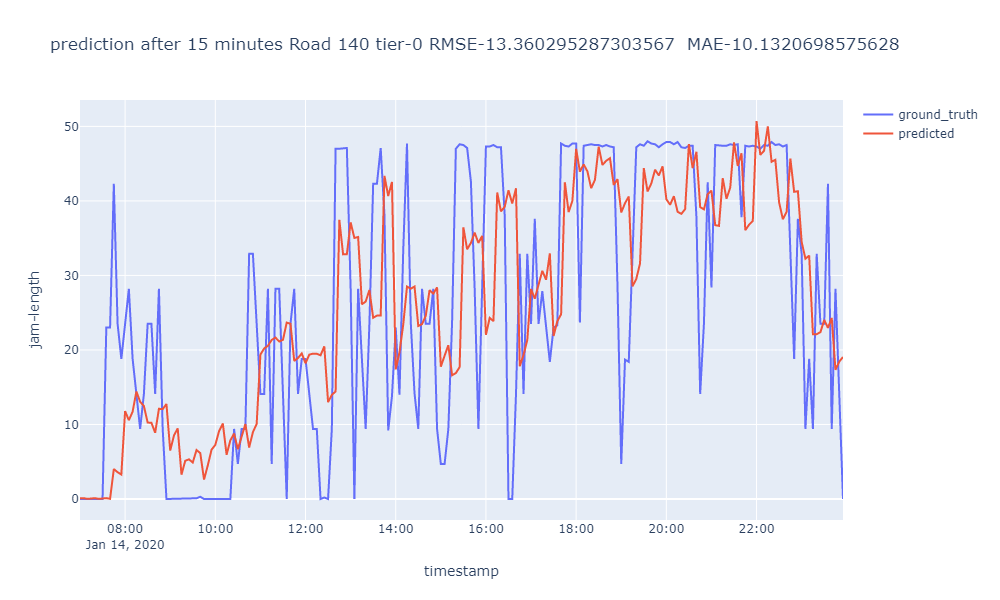 prediction after 15 minutes Road 140 tier-0 RMSE-13.360295287303567  MAE-10.1320698575628
ground_truth
predicted
50
40
30
20
10
0
jam-length
08:00 10:00 12:00 14:00 16:00 18:00 20:00 22:00
Jan 14, 2020
timestamp